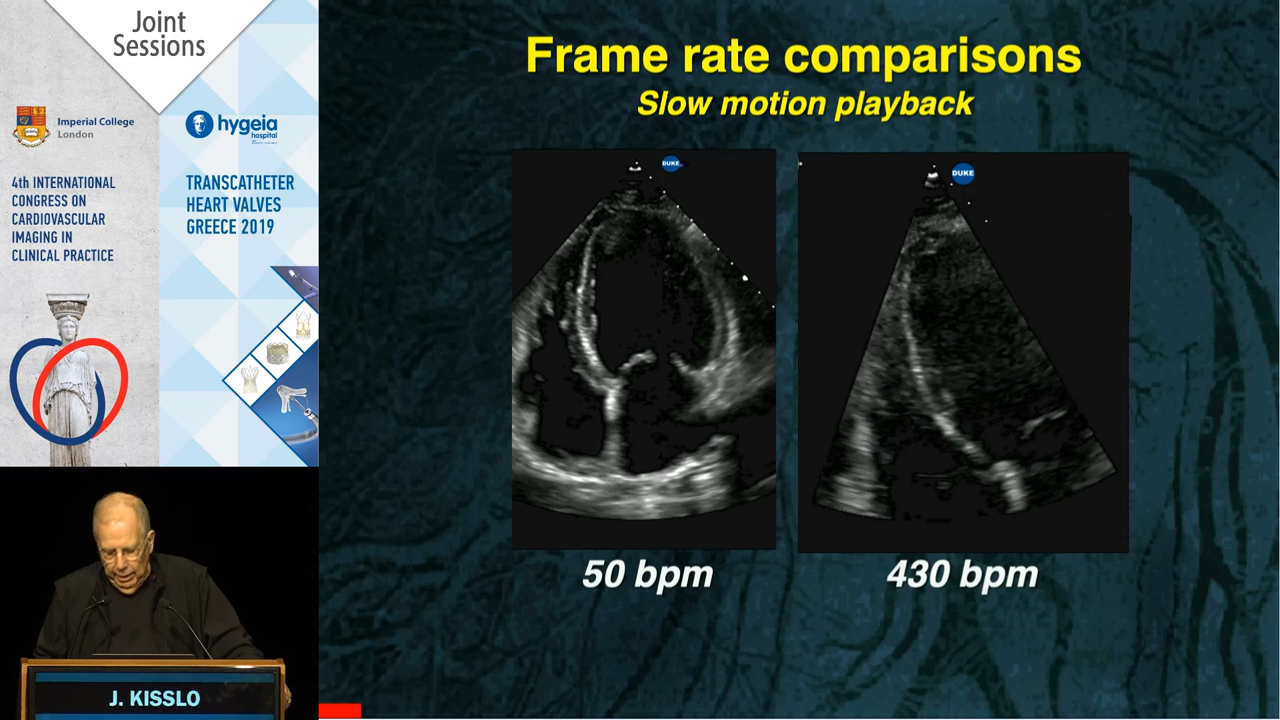 Joint
Sessions
Imperial College
London
hygeia
hospital
4th INTERNATIONAL
CONGRESS ON
CARDIOVASCULAR
IMAGING IN
CLINICAL PRACTICE
TRANSCATHETER
HEART VALVES
GREECE 2019
J. KISSLO
Frame rate comparisons
Slow motion playback
DUKE
DUKE
50 bpm
430 bpm